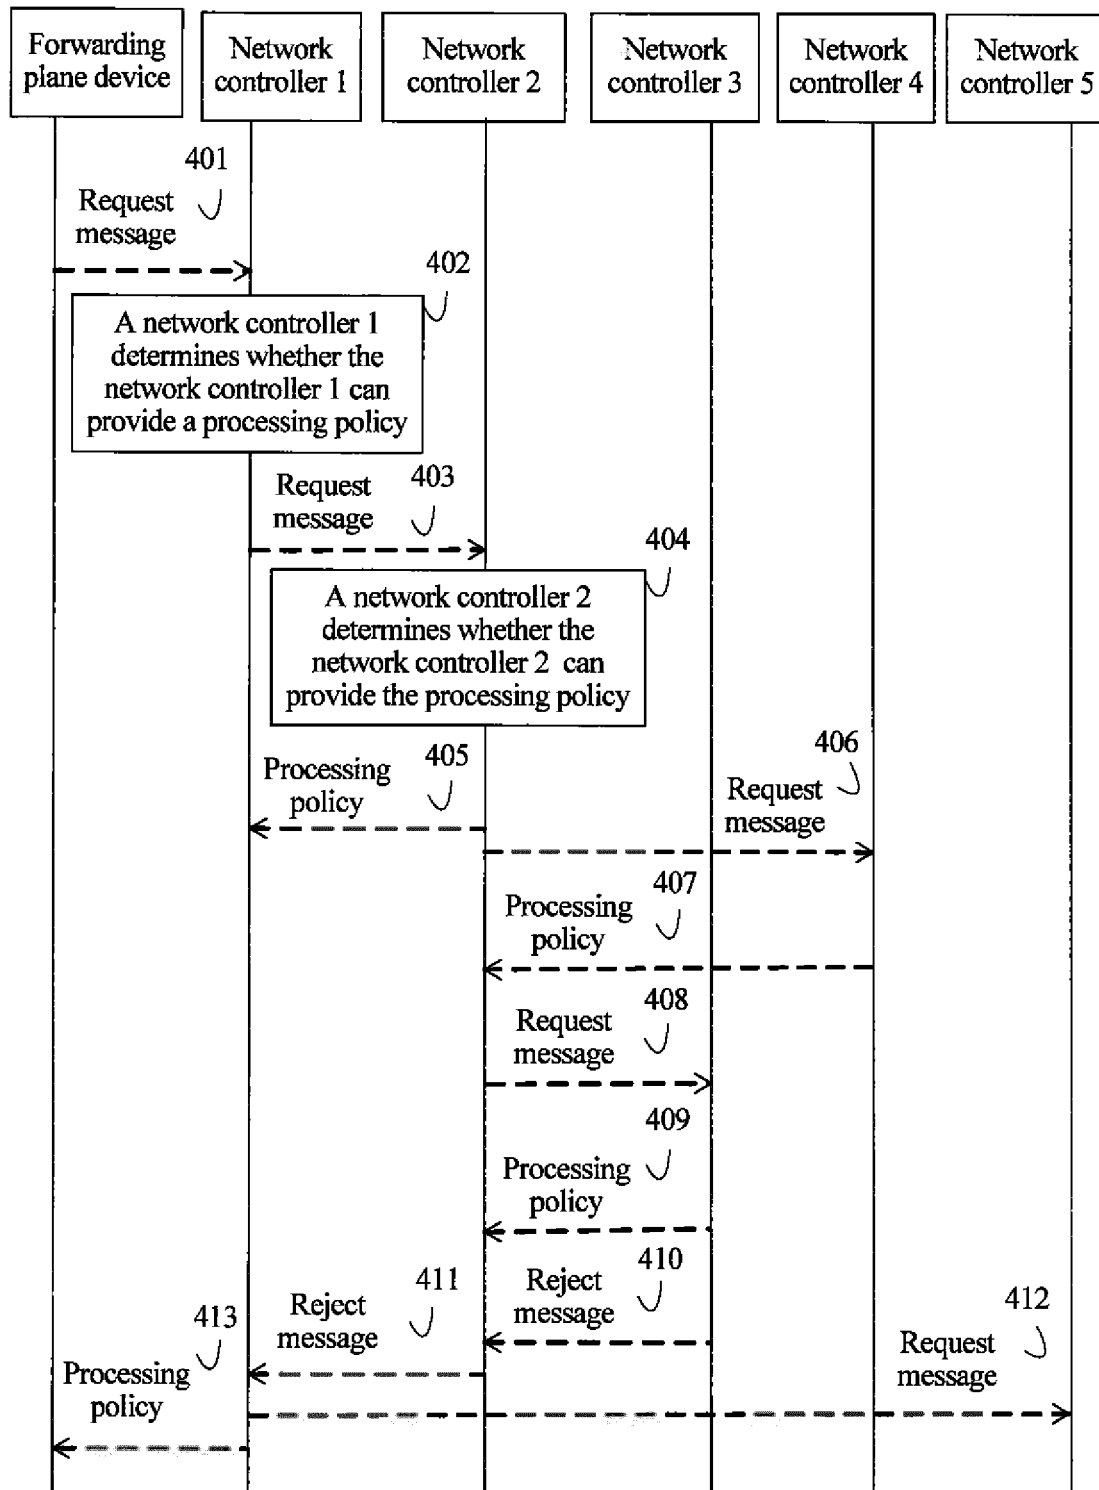 Forwarding
plane device
Network
controller 1
Network
controller 2
Network
controller 3
Network
controller 4
Network
controller 5
401
Request
message
402
A network controller 1
determines whether the
network controller 1 can
provide a processing policy
403
Request
message
404
A network controller 2
determines whether the
network controller 2 can
provide the processing policy
405
Processing
policy
406
Request
message
407
Processing
policy
408
Request
message
409
Processing
policy
410
Reject
message
411
Reject
message
412
Request
message
413
Processing
policy